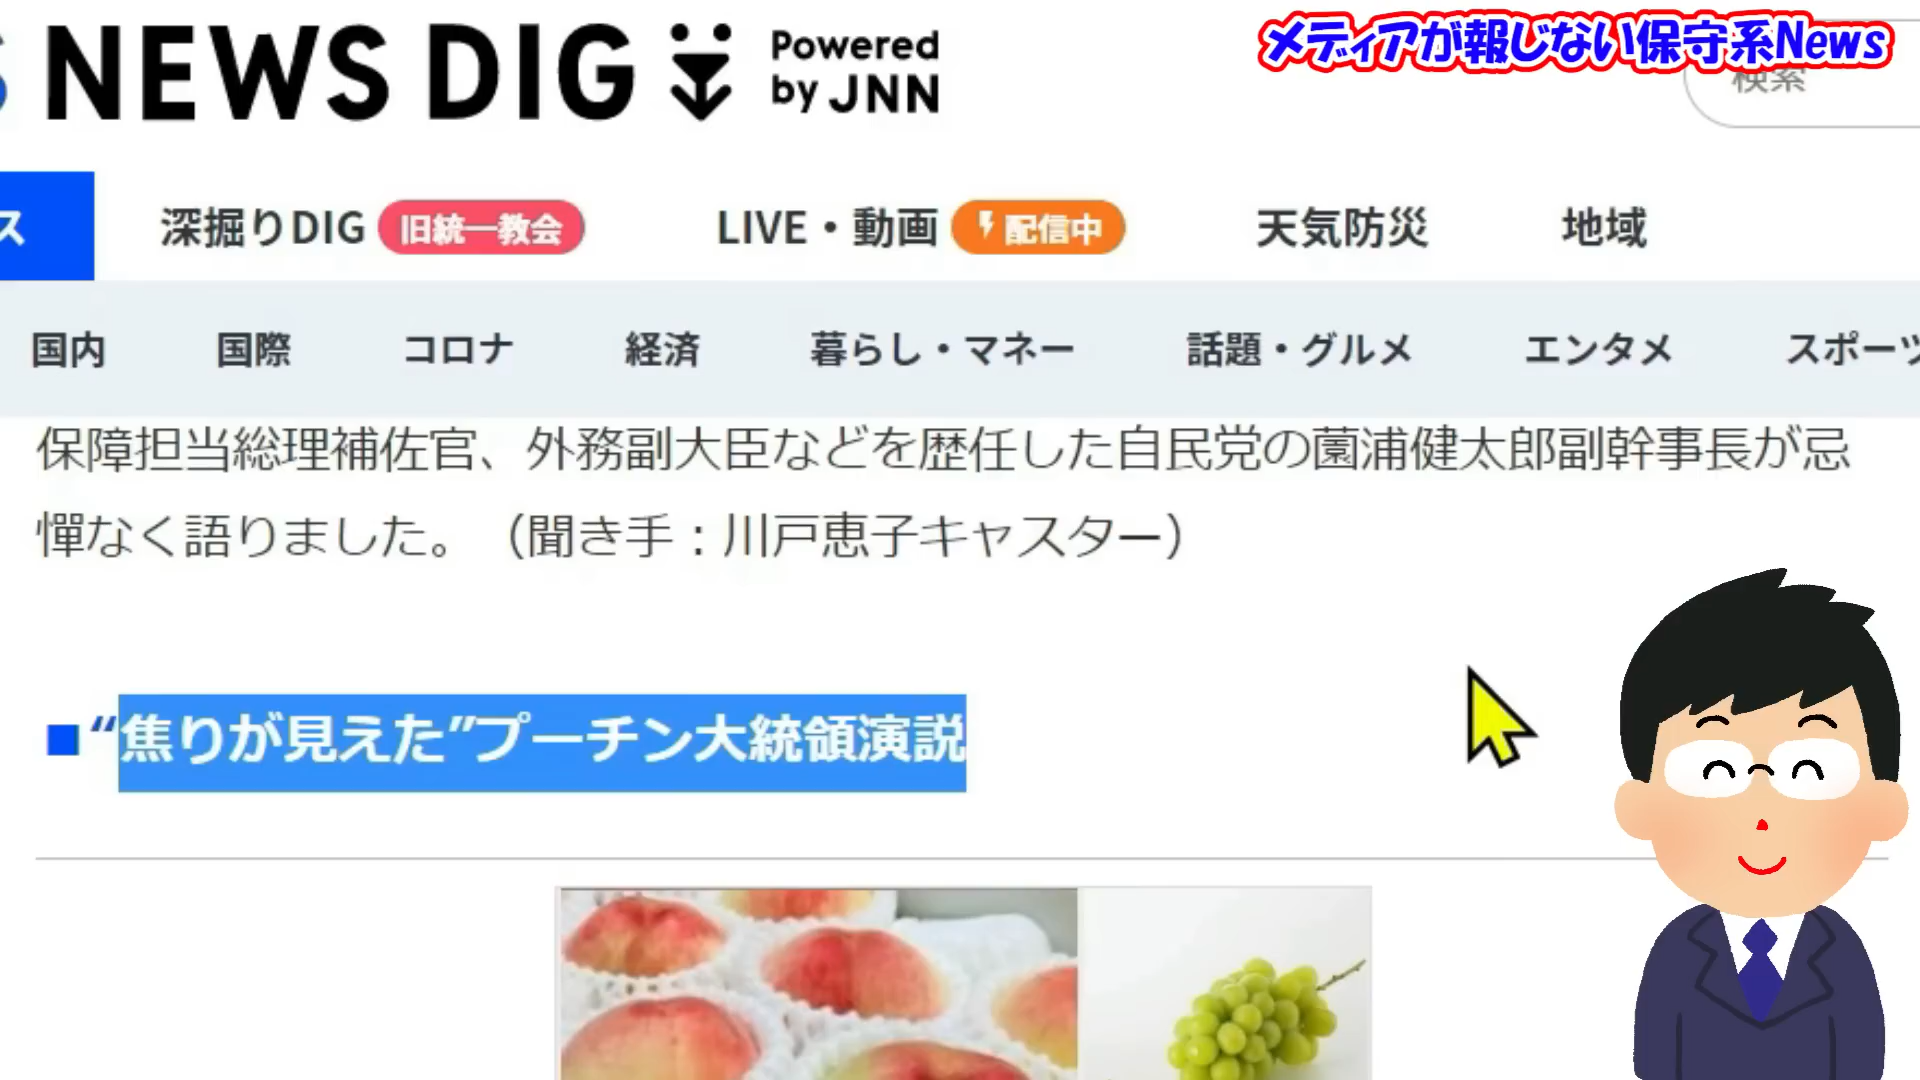 NEWS DIG Powered
by JNN
メディアが報じない保守系News
検索
ス 深掘りDIG 旧統一教会 LIVE・動画 配信中 天気防災 地域
国内 国際 コロナ 経済 暮らし・マネー 話題・グルメ エンタメ スポーツ
保障担当総理補佐官、外務副大臣などを歴任した自民党の薗浦健太郎副幹事長が忌
憚なく語りました。（聞き手：川戸恵子キャスター）
■“焦りが見えた”プーチン大統領演説